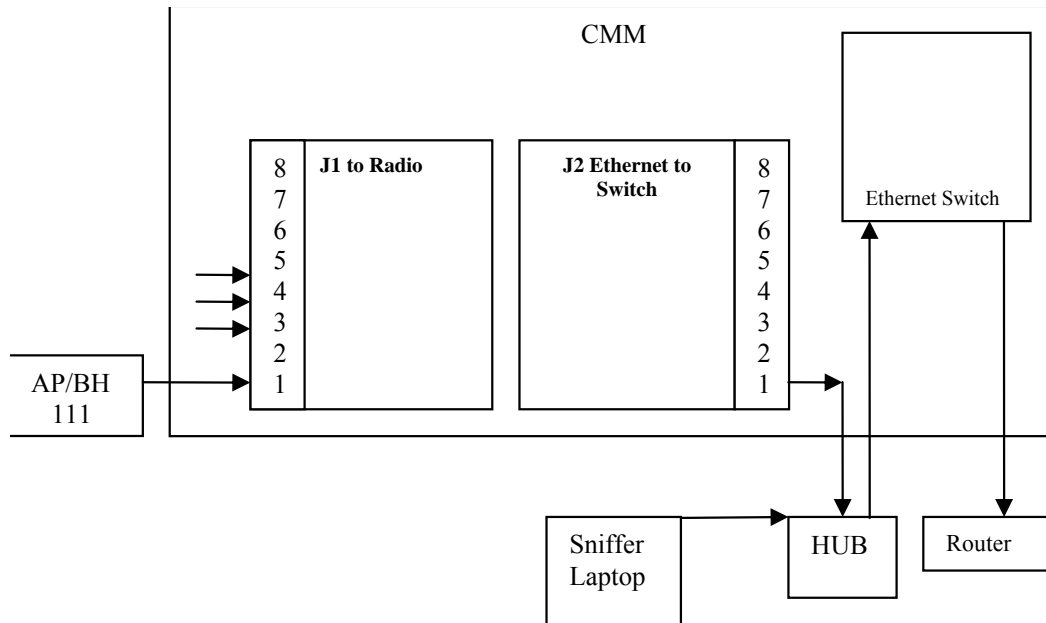 CMM
8
7
6
5
4
3
2
1
J1 to Radio
J2 Ethernet to
Switch
8
7
6
5
4
3
2
1
Ethernet Switch
AP/BH
111
Sniffer
Laptop
HUB
Router